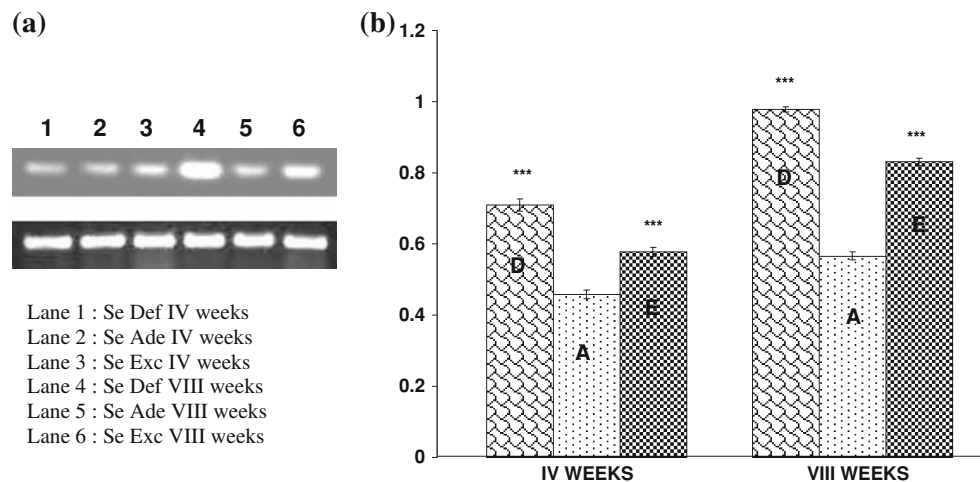 (a)
1 2 3 4 5 6
Lane 1 : Se Def IV weeks
Lane 2 : Se Ade IV weeks
Lane 3 : Se Exc IV weeks
Lane 4 : Se Def VIII weeks
Lane 5 : Se Ade VIII weeks
Lane 6 : Se Exc VIII weeks
(b)
1.2
1
0.8
0.6
0.4
0.2
0
***
***
***
***
D
A
E
D
A
E
IV WEEKS
VIII WEEKS